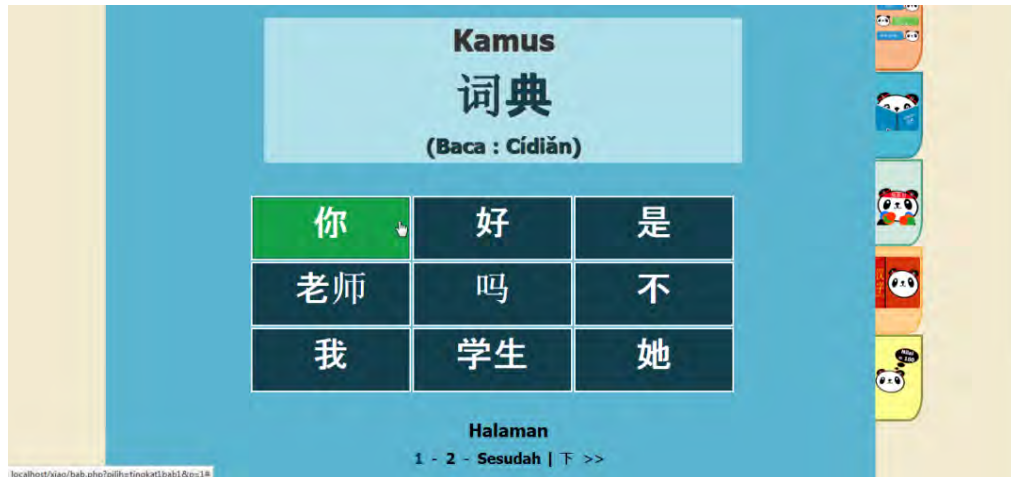 Kamus
词典
(Baca : Cídiǎn)
你 好 是
老师 吗 不
我 学生 她
Halaman
1 - 2 - Sesudah | 下 >>
localhost/xiao/bab.php?pilih=tingkat1bab1&p=1#